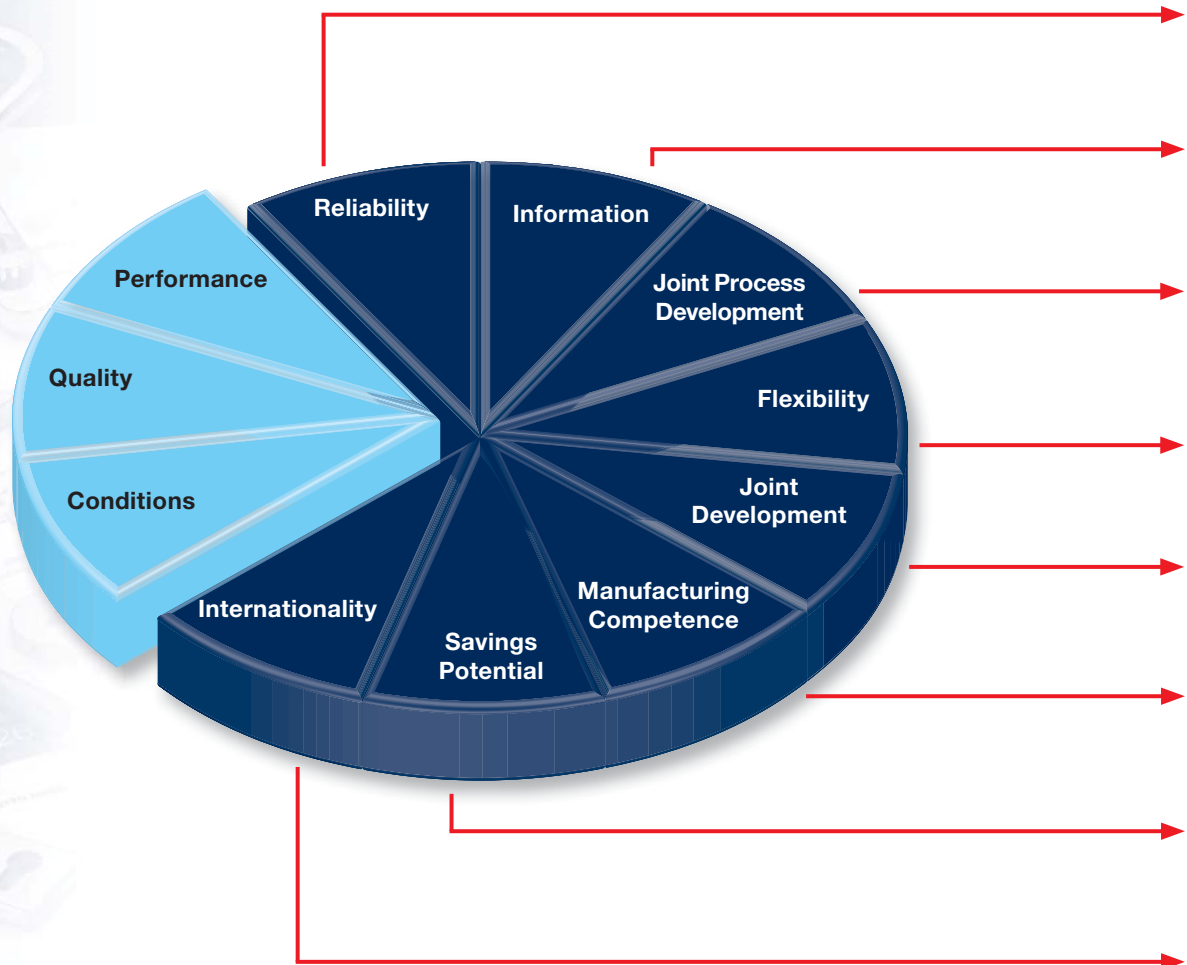 Reliability
Information
Joint Process
Development
Flexibility
Joint
Development
Manufacturing
Competence
Savings
Potential
Internationality
Conditions
Quality
Performance